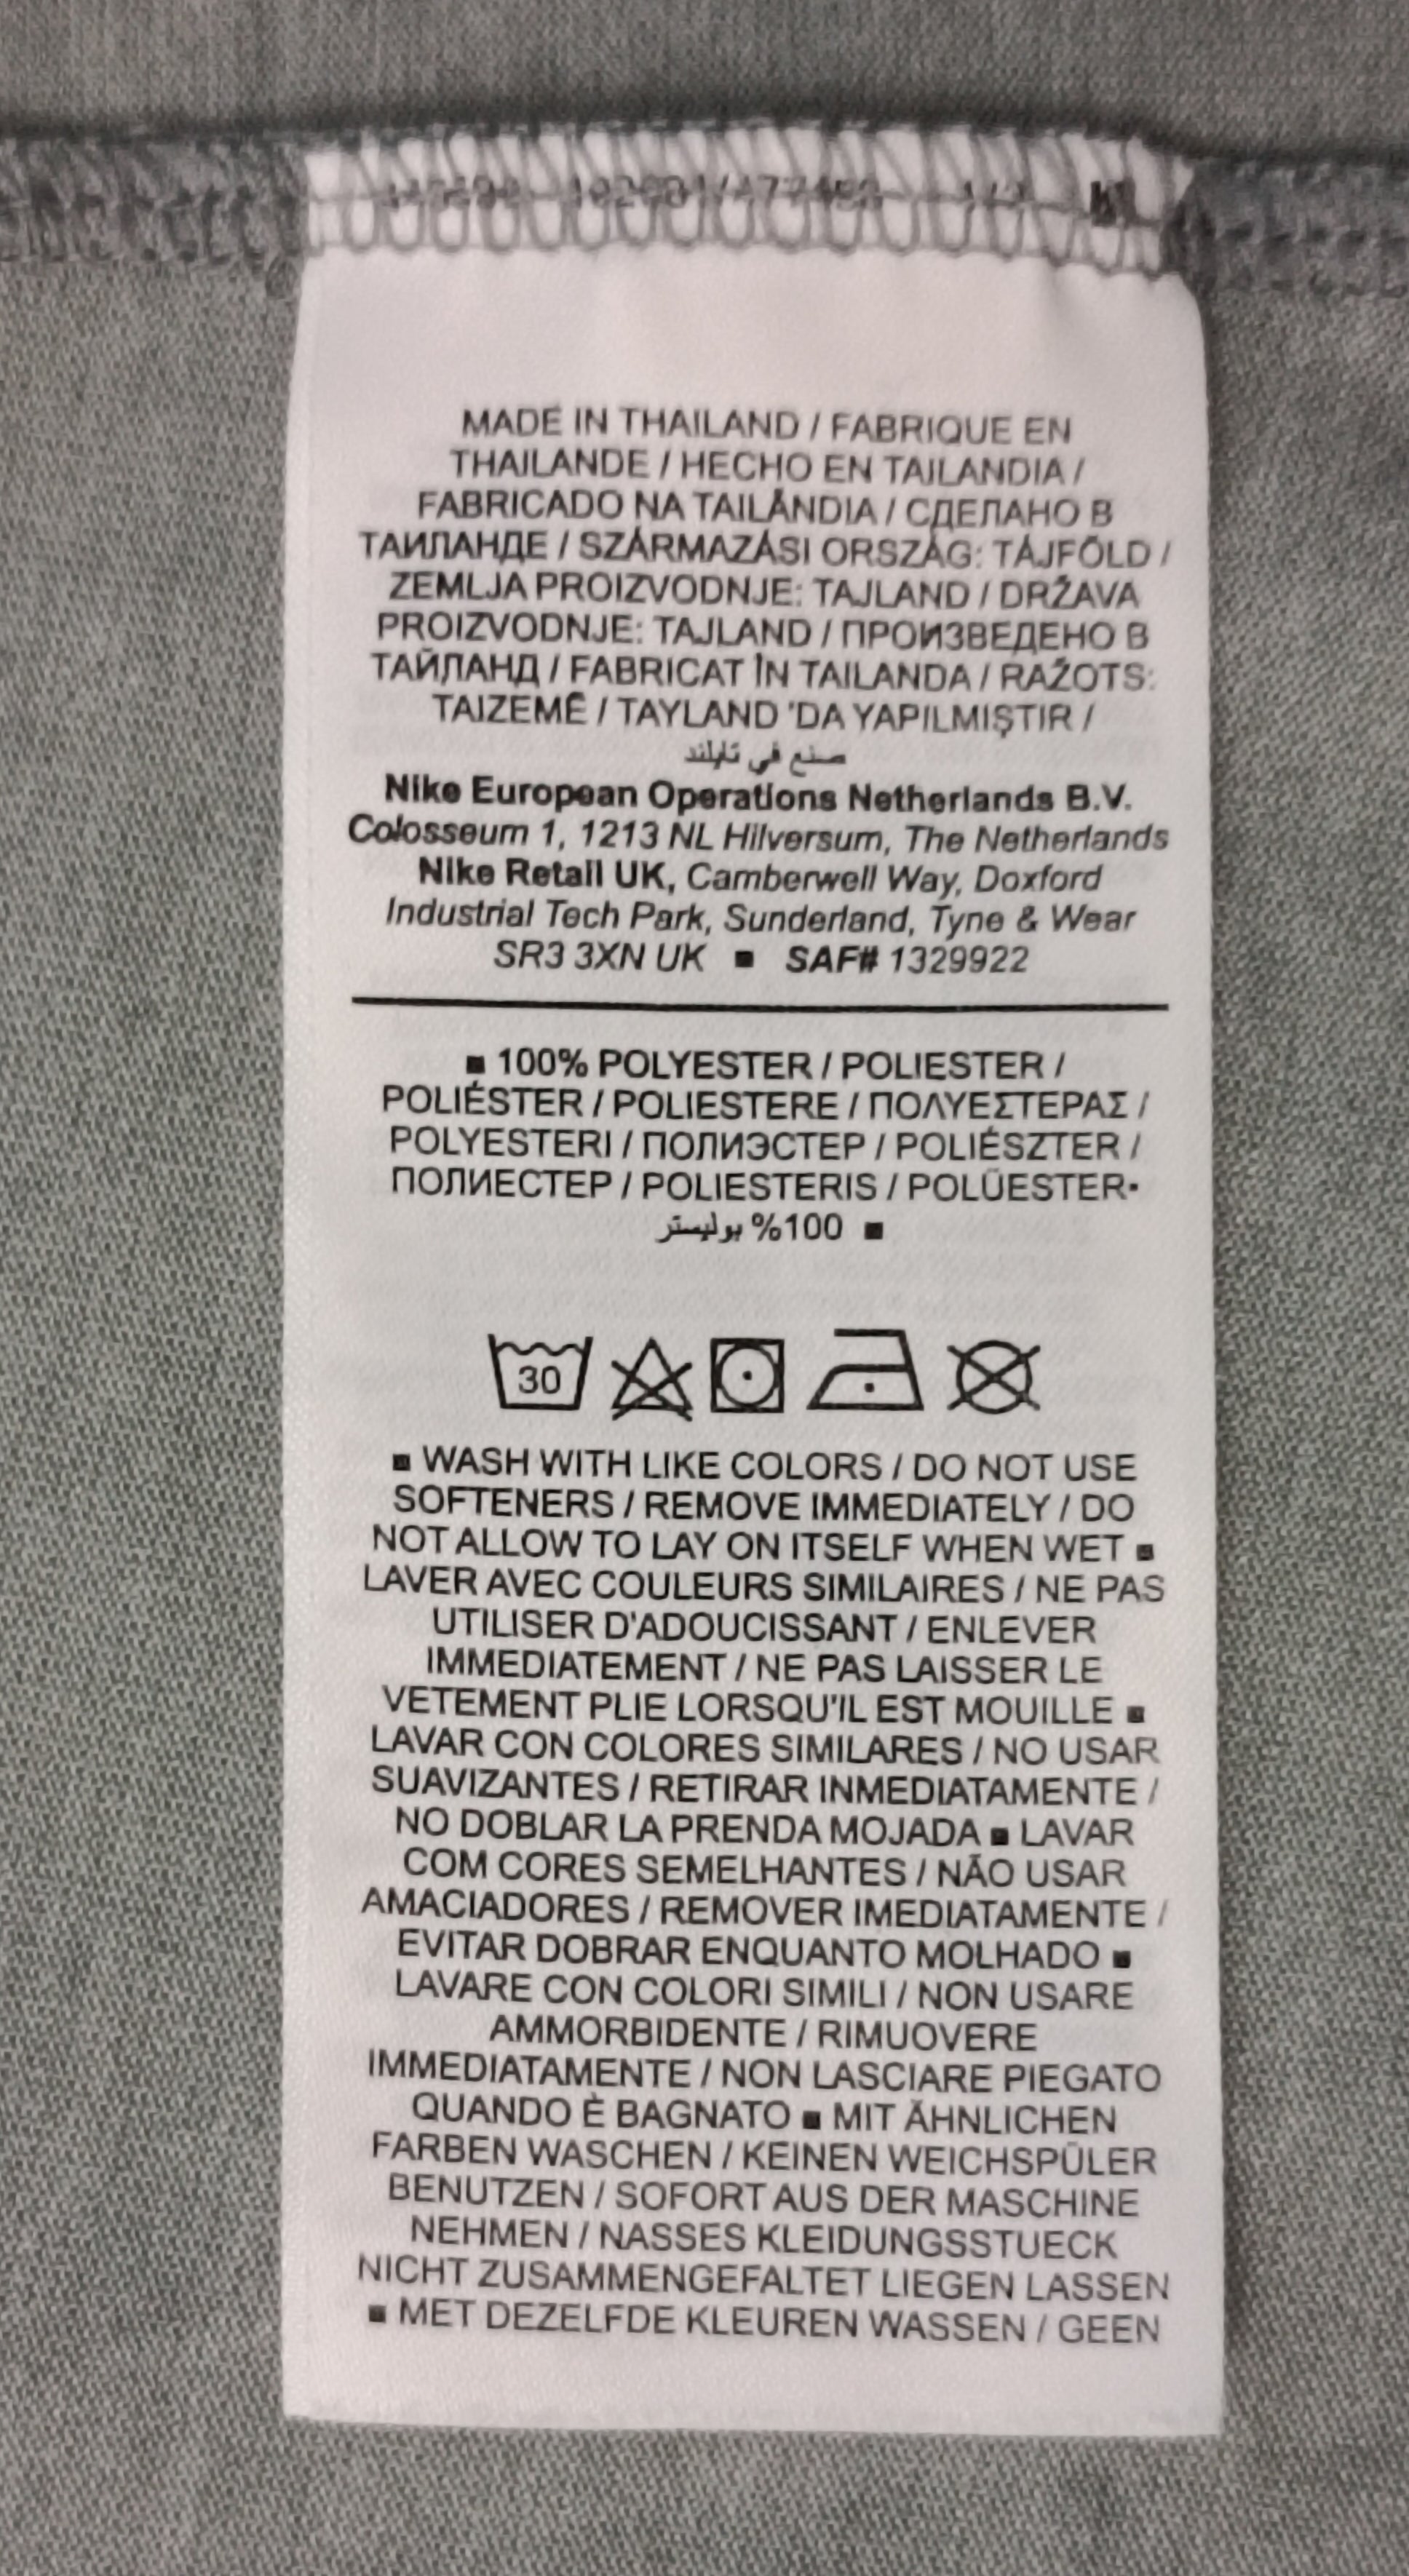 MADE IN THAILAND / FABRIQUE EN
THAILANDE / HECHO EN TAILANDIA /
FABRICADO NA TAILÂNDIA / СДЕЛАНО В
ТАИЛАНДЕ / SZÁRMAZÁSI ORSZÁG: TÁJFÖLD /
ZEMLJA PROIZVODNJE: TAJLAND / DRŽAVA
PROIZVODNJE: TAJLAND / ПРОИЗВЕДЕНО В
ТАЙЛАНД / FABRICAT ÎN TAILANDA / RAŽOTS:
TAIZEMĒ / TAYLAND 'DA YAPILMIŞTIR /
صنع في تايلند
Nike European Operations Netherlands B.V.
Colosseum 1, 1213 NL Hilversum, The Netherlands
Nike Retail UK, Camberwell Way, Doxford
Industrial Tech Park, Sunderland, Tyne & Wear
SR3 3XN UK ▪ SAF# 1329922
▪ 100% POLYESTER / POLIESTER /
POLIÉSTER / POLIESTERE / ΠΟΛΥΕΣΤΕΡΑΣ /
POLYESTERI / ПОЛИЭСТЕР / POLIÉSZTER /
ПОЛИЕСТЕР / POLIESTERIS / POLÜESTER▪
▪ 100% بوليستر
30
▪ WASH WITH LIKE COLORS / DO NOT USE
SOFTENERS / REMOVE IMMEDIATELY / DO
NOT ALLOW TO LAY ON ITSELF WHEN WET ▪
LAVER AVEC COULEURS SIMILAIRES / NE PAS
UTILISER D'ADOUCISSANT / ENLEVER
IMMEDIATEMENT / NE PAS LAISSER LE
VETEMENT PLIE LORSQU'IL EST MOUILLE ▪
LAVAR CON COLORES SIMILARES / NO USAR
SUAVIZANTES / RETIRAR INMEDIATAMENTE /
NO DOBLAR LA PRENDA MOJADA ▪ LAVAR
COM CORES SEMELHANTES / NÃO USAR
AMACIADORES / REMOVER IMEDIATAMENTE /
EVITAR DOBRAR ENQUANTO MOLHADO ▪
LAVARE CON COLORI SIMILI / NON USARE
AMMORBIDENTE / RIMUOVERE
IMMEDIATAMENTE / NON LASCIARE PIEGATO
QUANDO È BAGNATO ▪ MIT ÄHNLICHEN
FARBEN WASCHEN / KEINEN WEICHSPÜLER
BENUTZEN / SOFORT AUS DER MASCHINE
NEHMEN / NASSES KLEIDUNGSSTUECK
NICHT ZUSAMMENGEFALTET LIEGEN LASSEN
▪ MET DEZELFDE KLEUREN WASSEN / GEEN